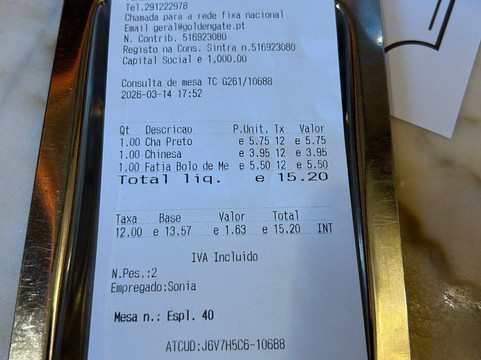 Tel.291222978
Chamada para a rede fixa nacional
Email geral@goldengate.pt
N. Contrib. 516923080
Registo na Cons. Sintra n.516923080
Capital Social e 1,000.00
Consulta de mesa TC G261/10688
2026-03-14 17:52
Qt Descricao P.Unit. Tx Valor
1.00 Cha Preto e 5.75 12 e 5.75
1.00 Chinesa e 3.95 12 e 3.95
1.00 Fatia Bolo de Me e 5.50 12 e 5.50
Total liq. e 15.20
Taxa Base Valor Total
12.00 e 13.57 e 1.63 e 15.20 INT
IVA Incluido
N.Pes.:2
Empregado:Sonia
Mesa n.: Espl. 40
ATCUD:J6V7H5C6-10688